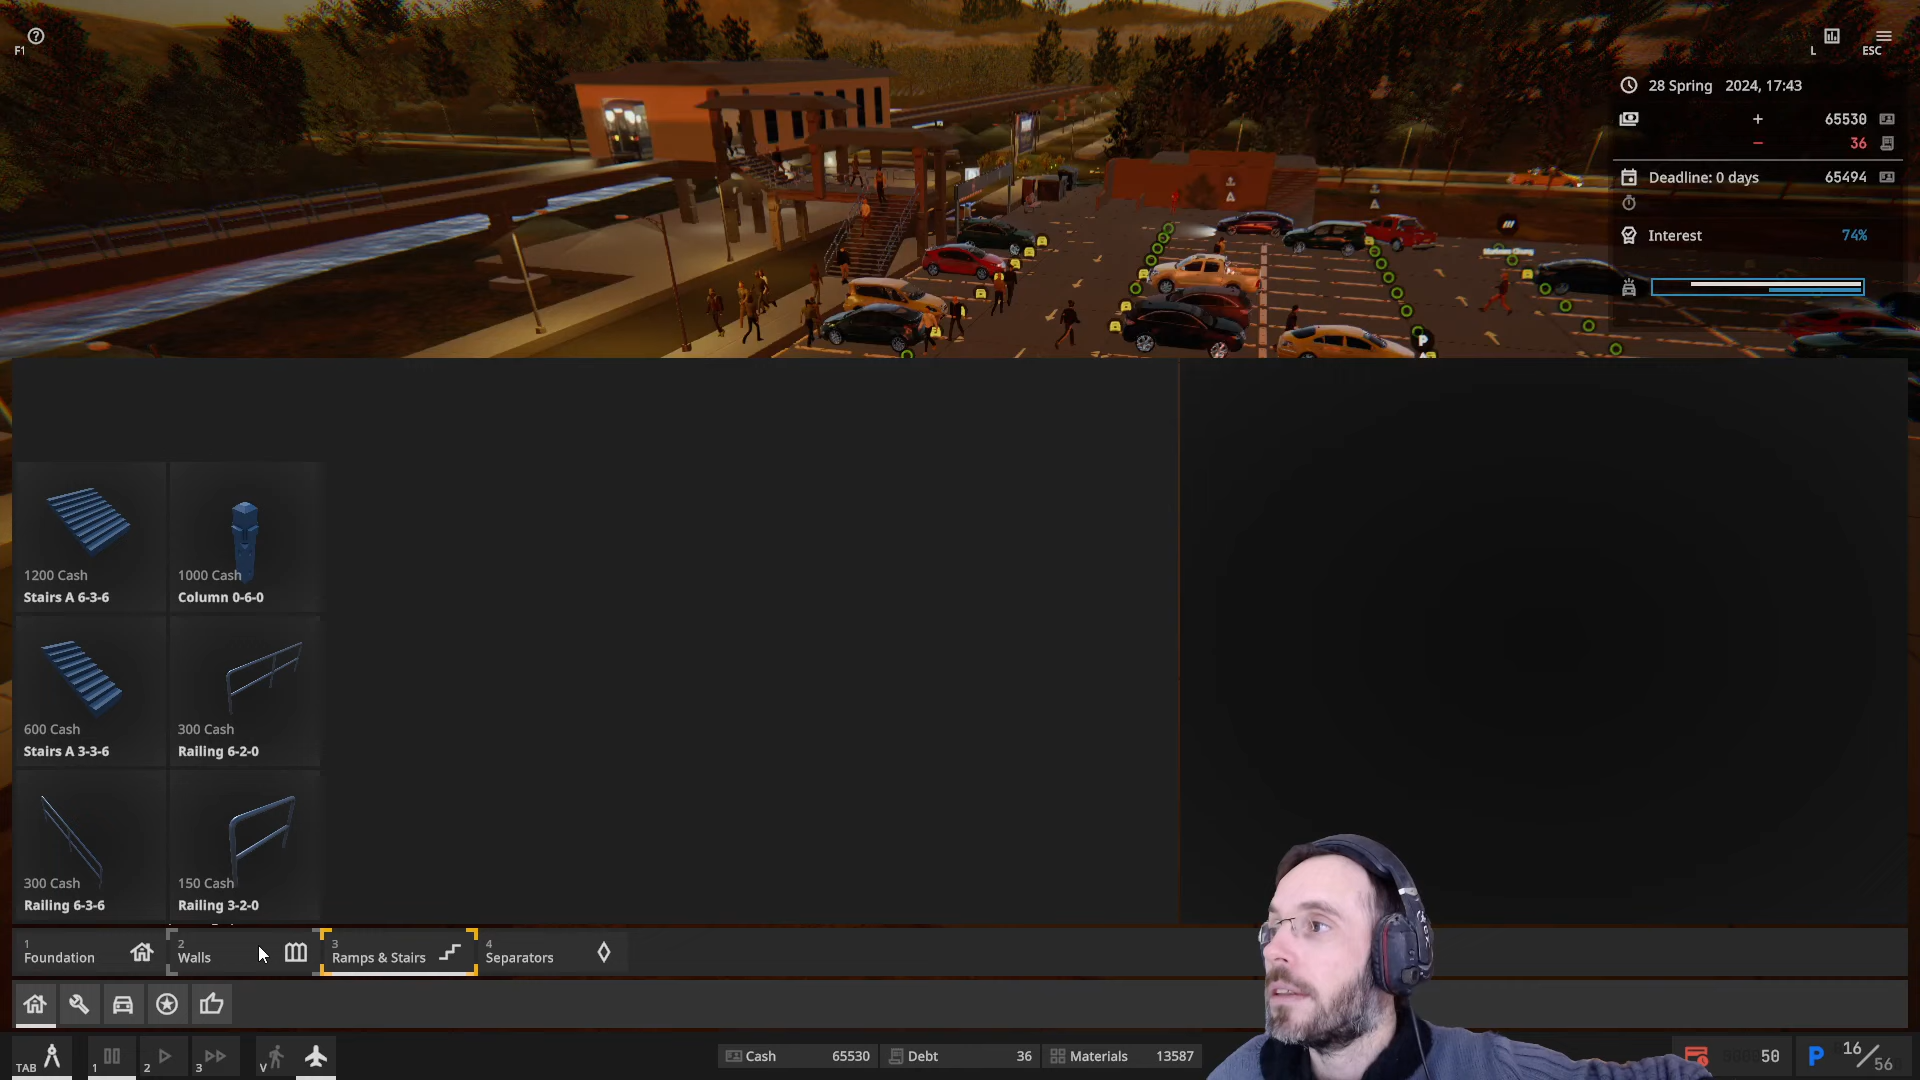 F1
L
ESC
28 Spring 2024, 17:43
+ 65530
− 36
Deadline: 0 days 65494
Interest 74%
1200 Cash
Stairs A 6-3-6
1000 Cash
Column 0-6-0
600 Cash
Stairs A 3-3-6
300 Cash
Railing 6-2-0
300 Cash
Railing 6-3-6
150 Cash
Railing 3-2-0
1 Foundation
2 Walls
3 Ramps & Stairs
4 Separators
TAB 1 2 3 V
Cash 65530 Debt 36 Materials 13587
50 P 16/56
P